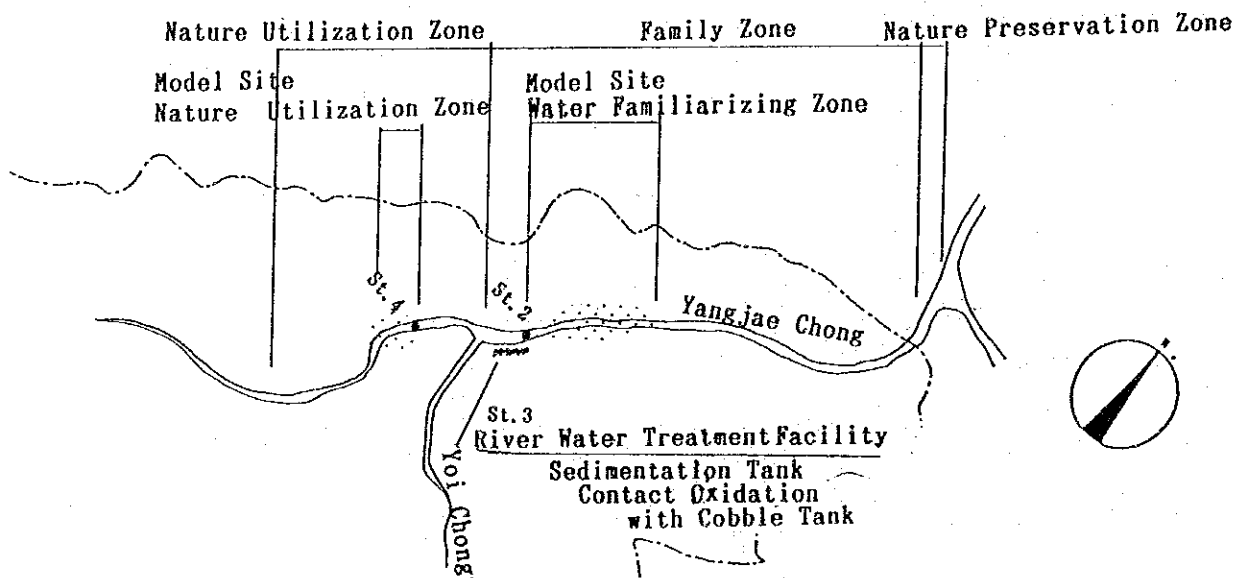 Nature Utilization Zone
Family Zone
Nature Preservation Zone
Model Site
Nature Utilization Zone
Model Site
Water Familiarizing Zone
St.4
St.2
Yangjae Chong
N.
St.3
River Water Treatment Facility
Sedimentation Tank
Contact Oxidation
with Cobble Tank
Yoi Chong